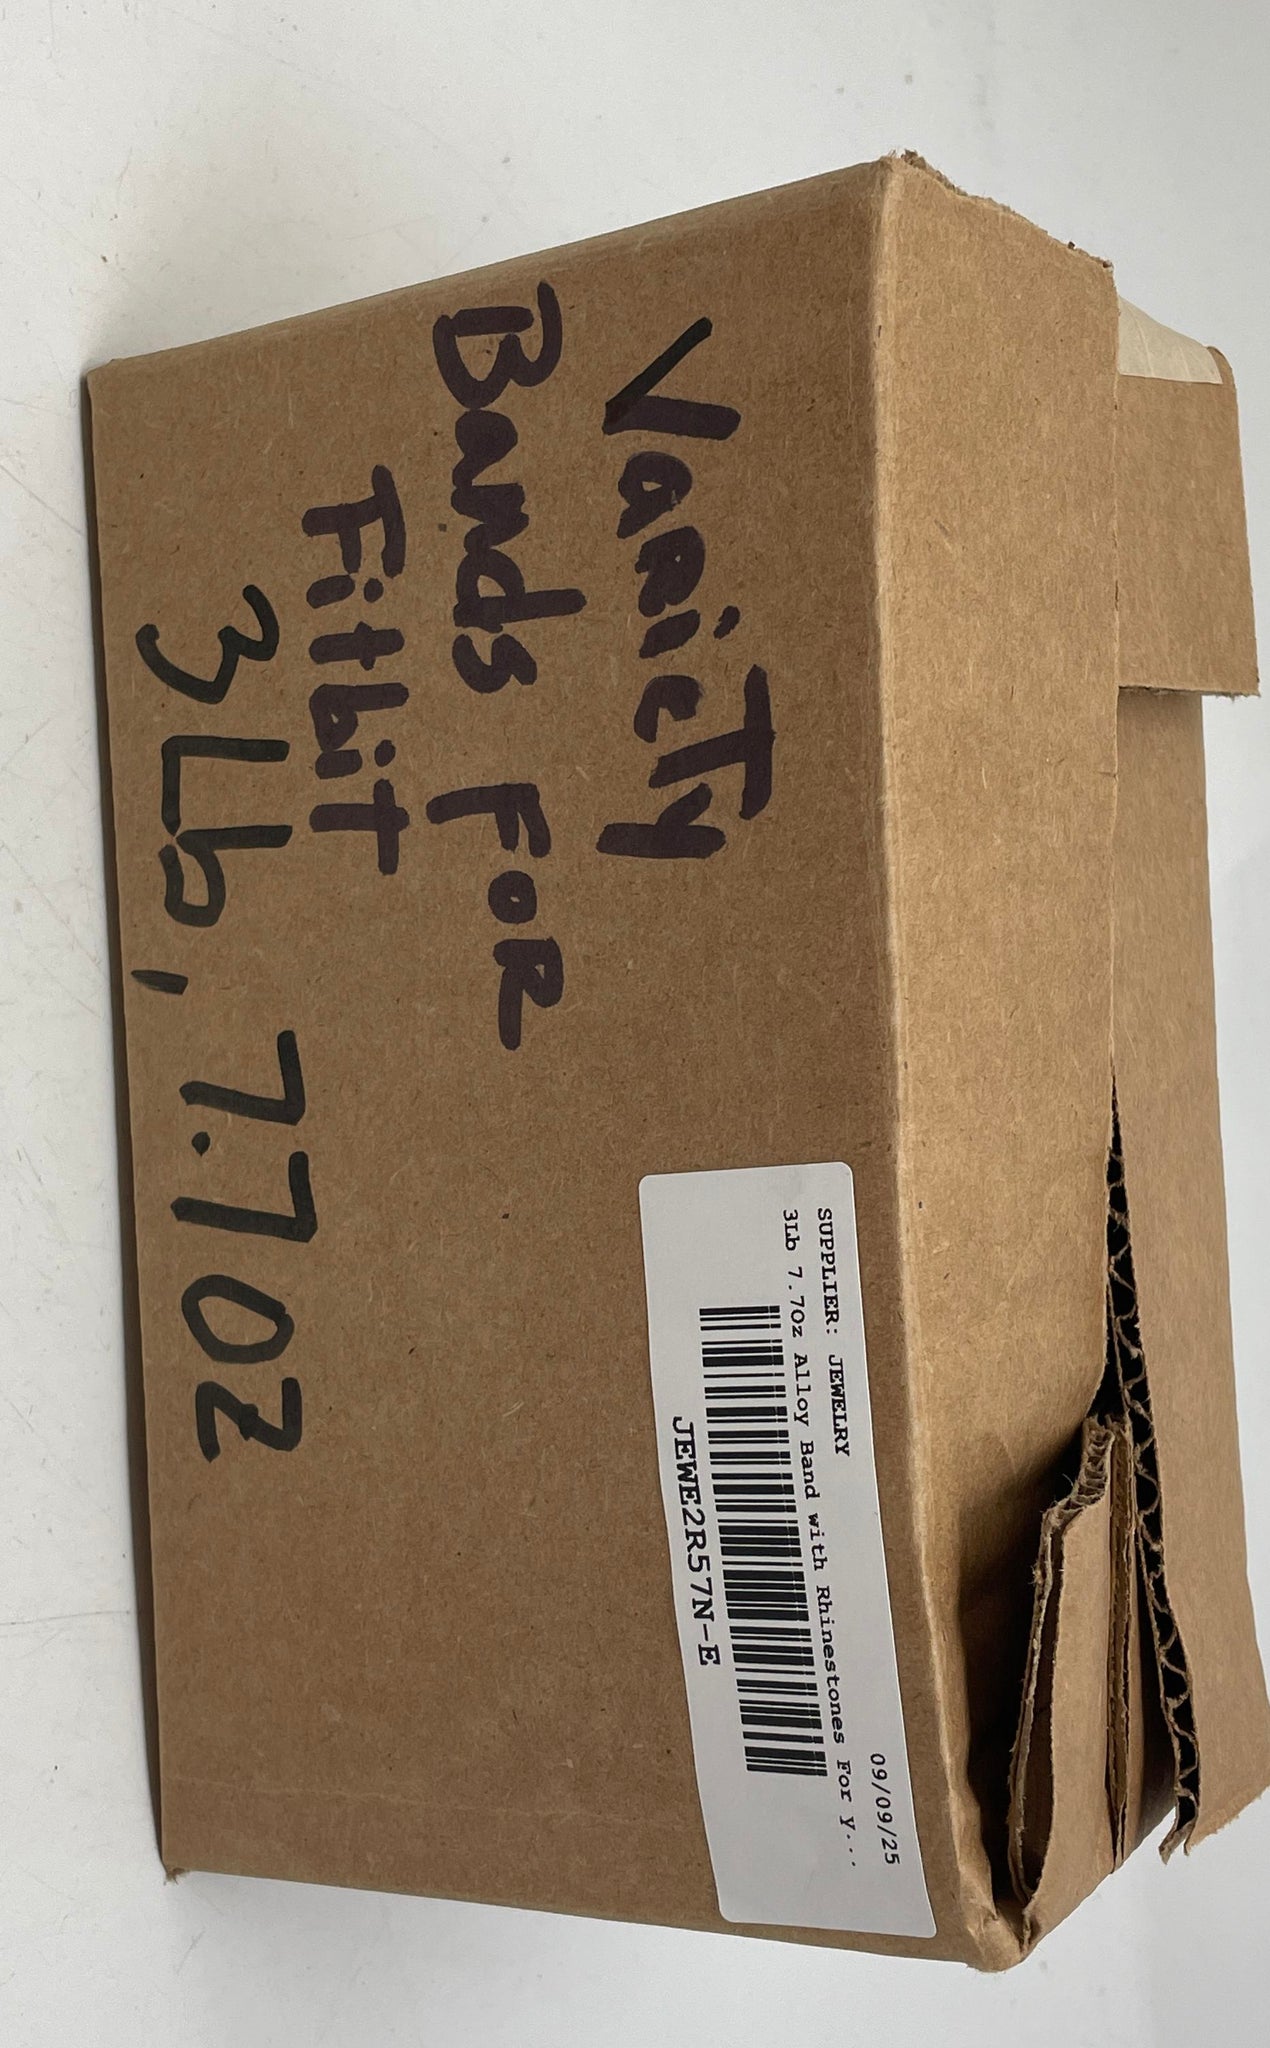 Variety
Bands For
Fitbit
3Lb, 7.7oz
09/09/25
SUPPLIER: JEWELRY
3Lb 7.7Oz Alloy Band with Rhinestones For Y...
JEWE2R57N-E